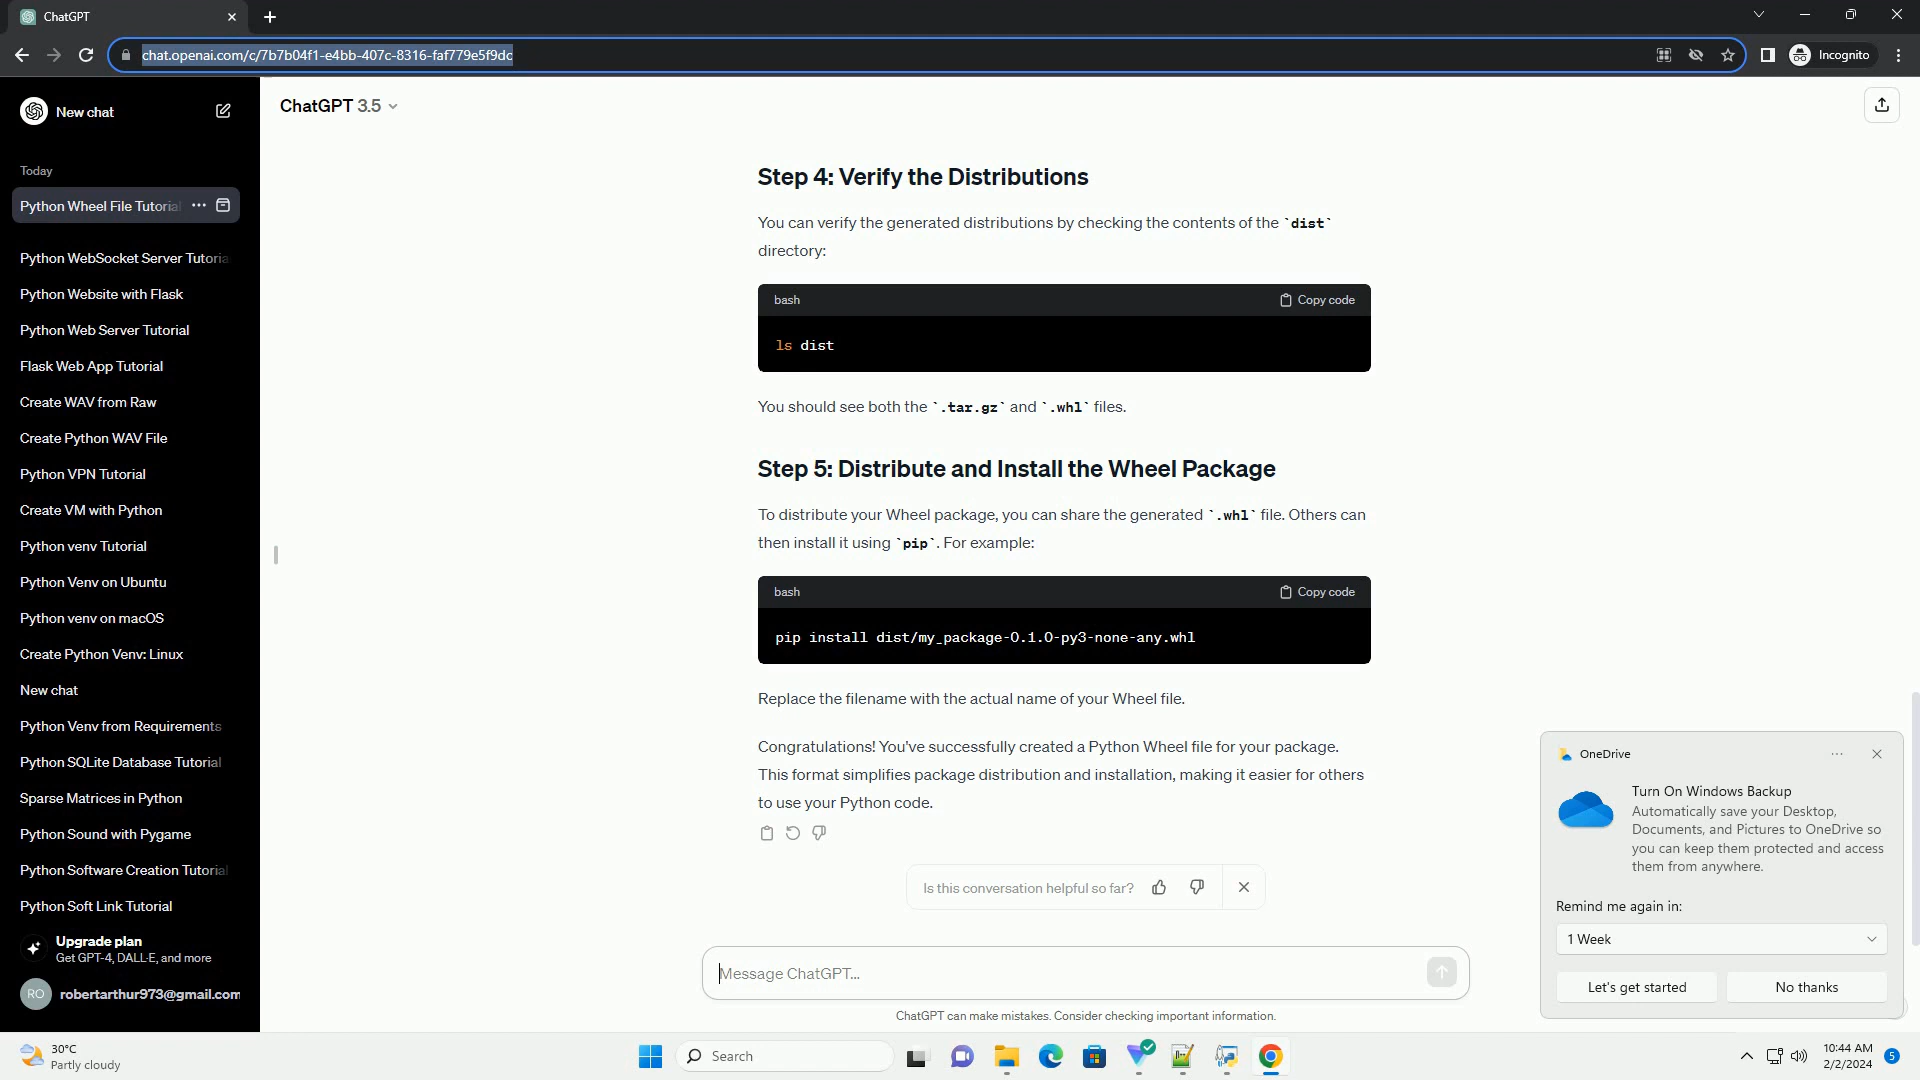 ChatGPT
chat.openai.com/c/7b7b04f1-e4bb-407c-8316-faf779e5f9dc
Incognito
New chat
ChatGPT 3.5
Today
Python Wheel File Tutorial
Python WebSocket Server Tutoria
Python Website with Flask
Python Web Server Tutorial
Flask Web App Tutorial
Create WAV from Raw
Create Python WAV File
Python VPN Tutorial
Create VM with Python
Python venv Tutorial
Python Venv on Ubuntu
Python venv on macOS
Create Python Venv: Linux
New chat
Python Venv from Requirements
Python SQLite Database Tutorial
Sparse Matrices in Python
Python Sound with Pygame
Python Software Creation Tutorial
Python Soft Link Tutorial
Upgrade plan
Get GPT-4, DALL·E, and more
RO
robertarthur973@gmail.com
Step 4: Verify the Distributions
You can verify the generated distributions by checking the contents of the `dist`
directory:
bash
Copy code
ls dist
You should see both the `.tar.gz` and `.whl` files.
Step 5: Distribute and Install the Wheel Package
To distribute your Wheel package, you can share the generated `.whl` file. Others can
then install it using `pip`. For example:
bash
Copy code
pip install dist/my_package-0.1.0-py3-none-any.whl
Replace the filename with the actual name of your Wheel file.
Congratulations! You've successfully created a Python Wheel file for your package.
This format simplifies package distribution and installation, making it easier for others
to use your Python code.
Is this conversation helpful so far?
Message ChatGPT...
ChatGPT can make mistakes. Consider checking important information.
OneDrive
Turn On Windows Backup
Automatically save your Desktop,
Documents, and Pictures to OneDrive so
you can keep them protected and access
them from anywhere.
Remind me again in:
1 Week
Let's get started
No thanks
30°C
Partly cloudy
Search
10:44 AM
2/2/2024
5